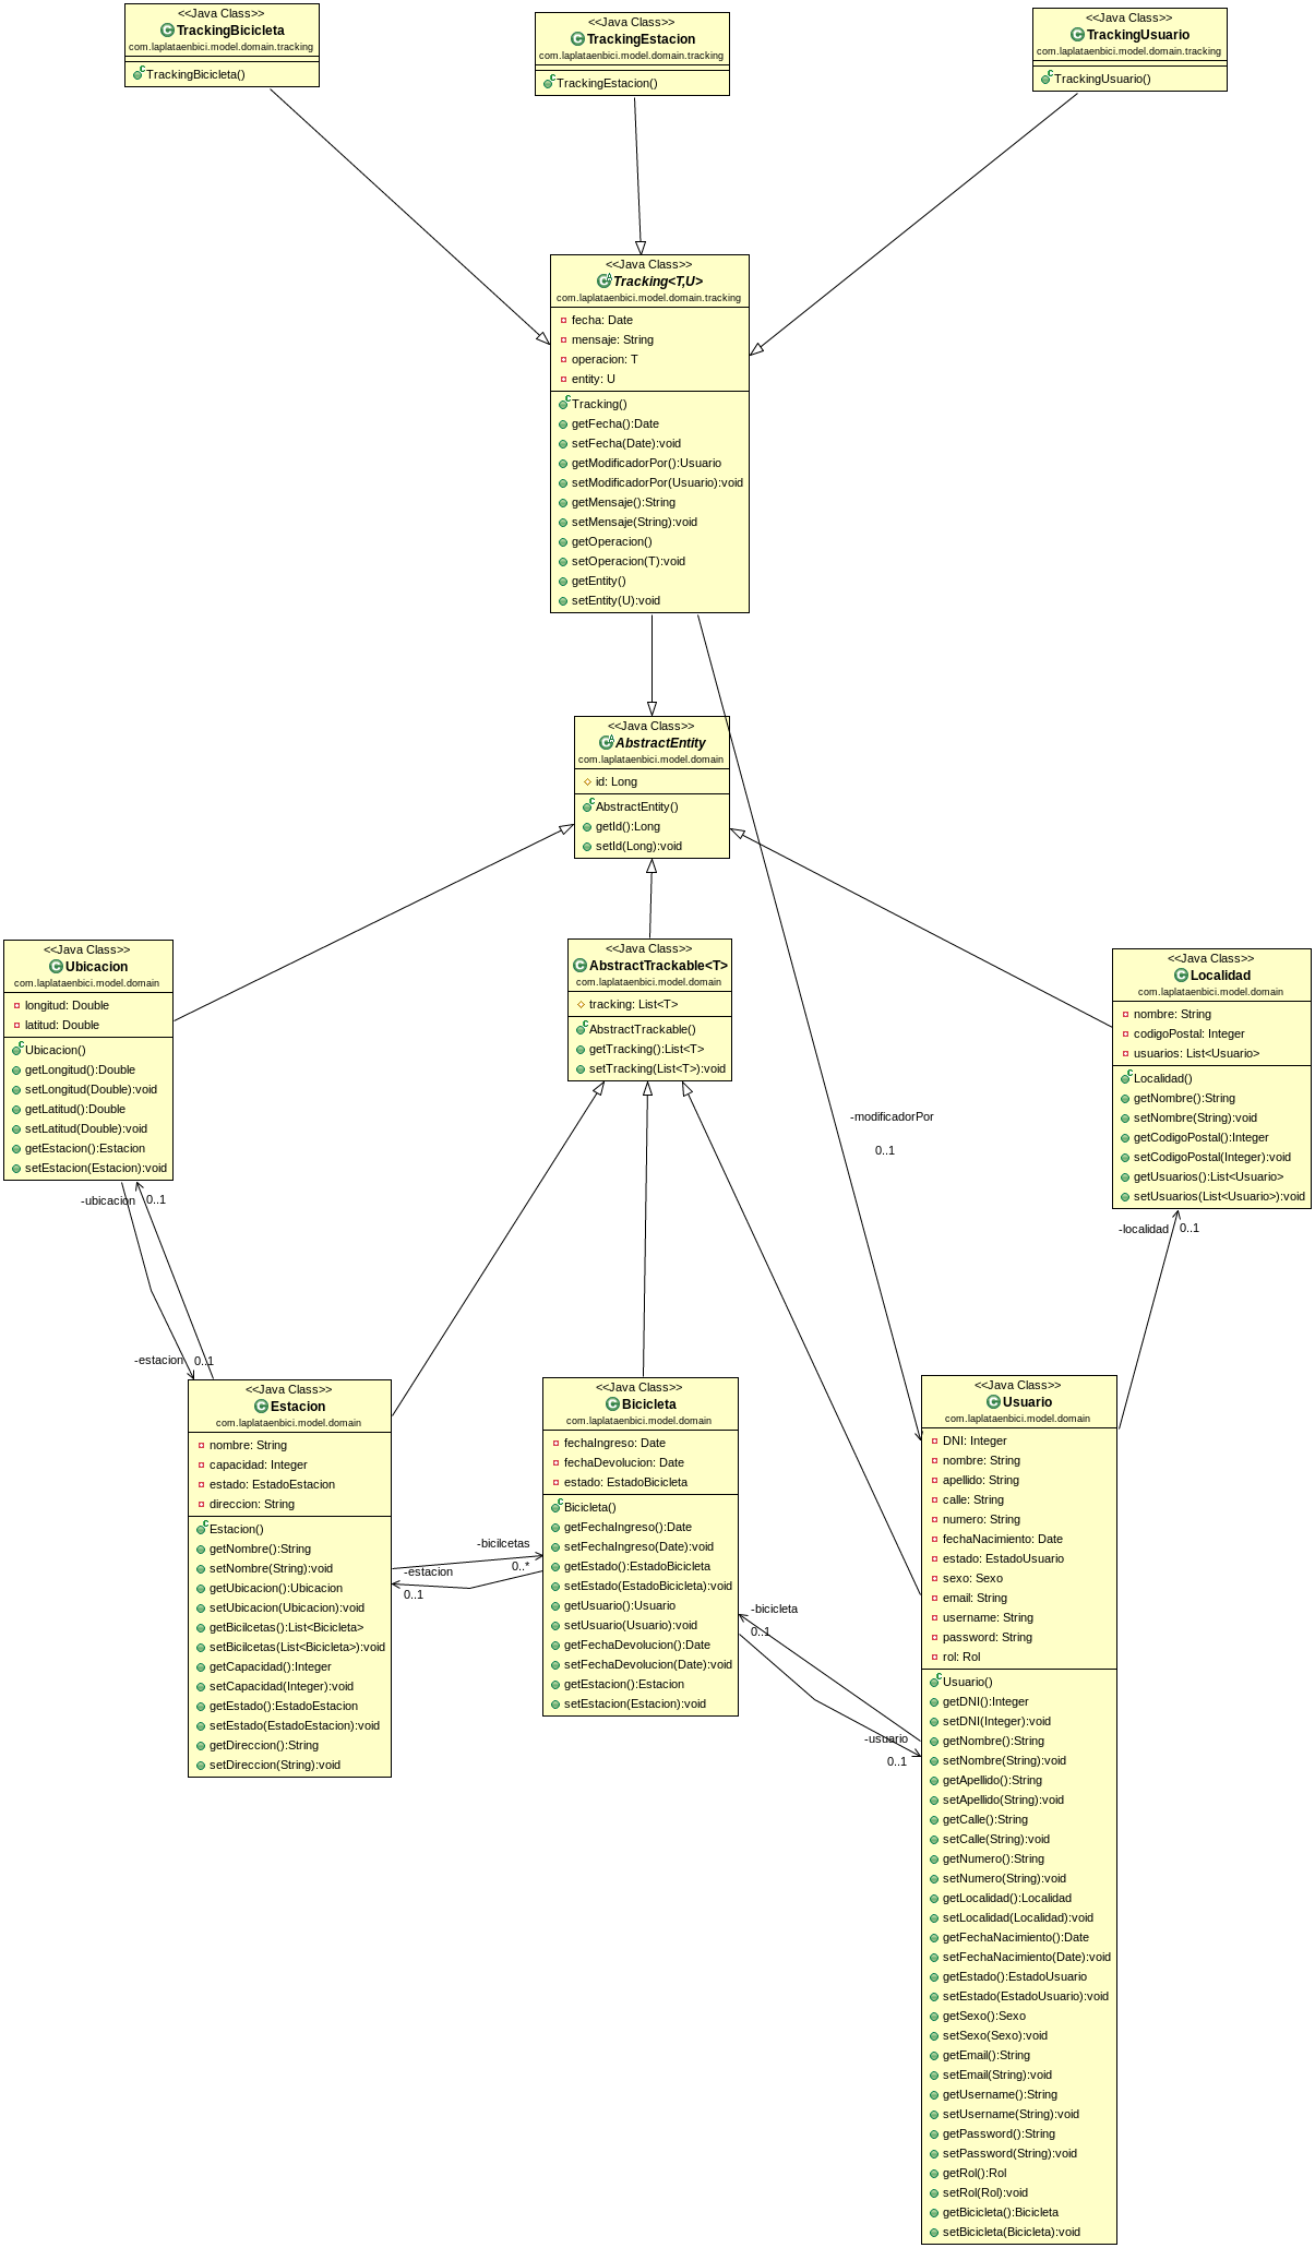 <<Java Class>>
TrackingBicicleta
com.laplataenbici.model.domain.tracking
TrackingBicicleta()
<<Java Class>>
TrackingEstacion
com.laplataenbici.model.domain.tracking
TrackingEstacion()
<<Java Class>>
TrackingUsuario
com.laplataenbici.model.domain.tracking
TrackingUsuario()
<<Java Class>>
Tracking<T,U>
com.laplataenbici.model.domain.tracking
fecha: Date
mensaje: String
operacion: T
entity: U
Tracking()
getFecha():Date
setFecha(Date):void
getModificadorPor():Usuario
setModificadorPor(Usuario):void
getMensaje():String
setMensaje(String):void
getOperacion()
setOperacion(T):void
getEntity()
setEntity(U):void
<<Java Class>>
AbstractEntity
com.laplataenbici.model.domain
id: Long
AbstractEntity()
getId():Long
setId(Long):void
<<Java Class>>
Ubicacion
com.laplataenbici.model.domain
longitud: Double
latitud: Double
Ubicacion()
getLongitud():Double
setLongitud(Double):void
getLatitud():Double
setLatitud(Double):void
getEstacion():Estacion
setEstacion(Estacion):void
<<Java Class>>
AbstractTrackable<T>
com.laplataenbici.model.domain
tracking: List<T>
AbstractTrackable()
getTracking():List<T>
setTracking(List<T>):void
<<Java Class>>
Localidad
com.laplataenbici.model.domain
nombre: String
codigoPostal: Integer
usuarios: List<Usuario>
Localidad()
getNombre():String
setNombre(String):void
getCodigoPostal():Integer
setCodigoPostal(Integer):void
getUsuarios():List<Usuario>
setUsuarios(List<Usuario>):void
-modificadorPor
0..1
-ubicacion 0..1
-localidad 0..1
-estacion 0..1
<<Java Class>>
Estacion
com.laplataenbici.model.domain
nombre: String
capacidad: Integer
estado: EstadoEstacion
direccion: String
Estacion()
getNombre():String
setNombre(String):void
getUbicacion():Ubicacion
setUbicacion(Ubicacion):void
getBicilcetas():List<Bicicleta>
setBicilcetas(List<Bicicleta>):void
getCapacidad():Integer
setCapacidad(Integer):void
getEstado():EstadoEstacion
setEstado(EstadoEstacion):void
getDireccion():String
setDireccion(String):void
-bicilcetas
0..*
-estacion
0..1
<<Java Class>>
Bicicleta
com.laplataenbici.model.domain
fechaIngreso: Date
fechaDevolucion: Date
estado: EstadoBicicleta
Bicicleta()
getFechaIngreso():Date
setFechaIngreso(Date):void
getEstado():EstadoBicicleta
setEstado(EstadoBicicleta):void
getUsuario():Usuario
setUsuario(Usuario):void
getFechaDevolucion():Date
setFechaDevolucion(Date):void
getEstacion():Estacion
setEstacion(Estacion):void
-bicicleta
0..1
-usuario
0..1
<<Java Class>>
Usuario
com.laplataenbici.model.domain
DNI: Integer
nombre: String
apellido: String
calle: String
numero: String
fechaNacimiento: Date
estado: EstadoUsuario
sexo: Sexo
email: String
username: String
password: String
rol: Rol
Usuario()
getDNI():Integer
setDNI(Integer):void
getNombre():String
setNombre(String):void
getApellido():String
setApellido(String):void
getCalle():String
setCalle(String):void
getNumero():String
setNumero(String):void
getLocalidad():Localidad
setLocalidad(Localidad):void
getFechaNacimiento():Date
setFechaNacimiento(Date):void
getEstado():EstadoUsuario
setEstado(EstadoUsuario):void
getSexo():Sexo
setSexo(Sexo):void
getEmail():String
setEmail(String):void
getUsername():String
setUsername(String):void
getPassword():String
setPassword(String):void
getRol():Rol
setRol(Rol):void
getBicicleta():Bicicleta
setBicicleta(Bicicleta):void